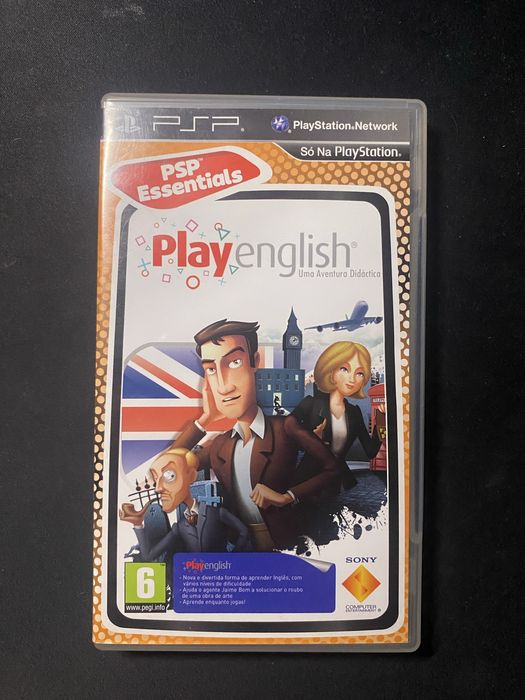 PSP
PlayStation®Network
Só Na PlayStation®
PSP™
Essentials
Playenglish®
Uma Aventura Didáctica
Playenglish
- Nova e divertida forma de aprender Inglês, com
vários níveis de dificuldade
- Ajuda o agente Jaime Bom a solucionar o roubo
de uma obra de arte
- Aprende enquanto jogas!
6
www.pegi.info
SONY
COMPUTER
ENTERTAINMENT®